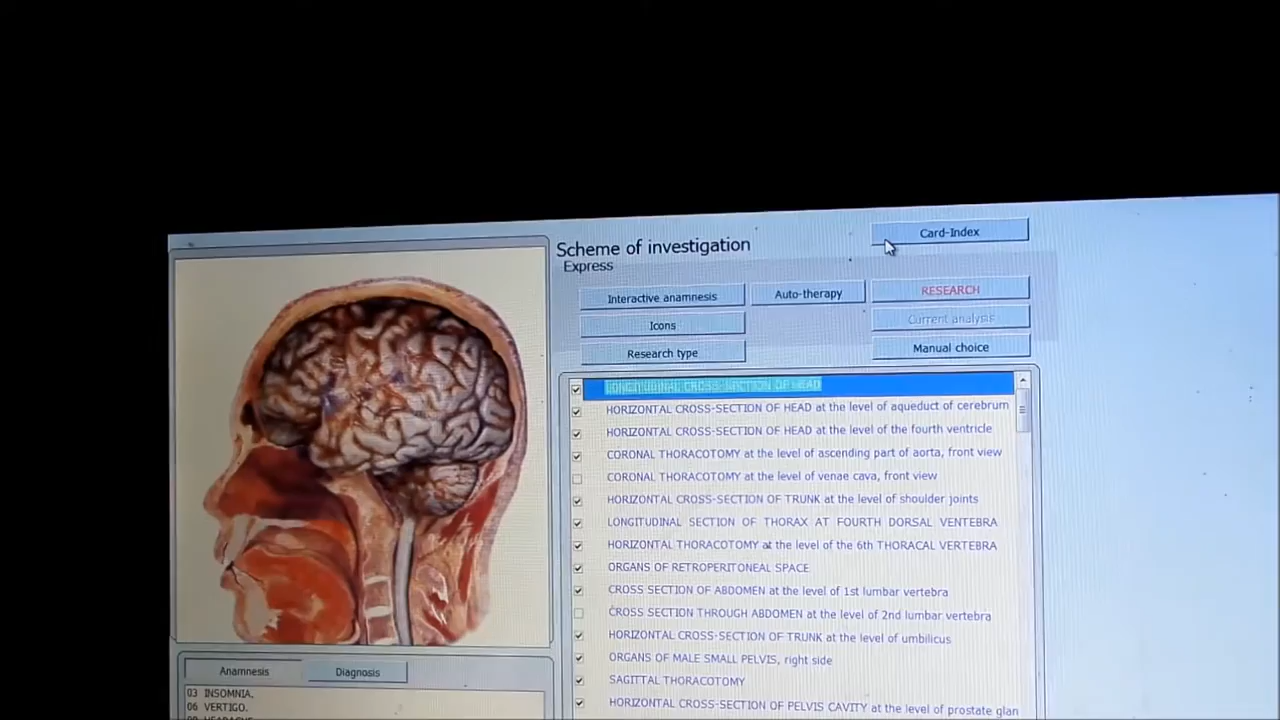 Scheme of investigation
Card-Index
Express
Interactive anamnesis
Auto-therapy
RESEARCH
Icons
Current analysis
Research type
Manual choice
LONGITUDINAL CROSS-SECTION OF HEAD
HORIZONTAL CROSS-SECTION OF HEAD at the level of aqueduct of cerebrum
HORIZONTAL CROSS-SECTION OF HEAD at the level of the fourth ventricle
CORONAL THORACOTOMY at the level of ascending part of aorta, front view
CORONAL THORACOTOMY at the level of venae cava, front view
HORIZONTAL CROSS-SECTION OF TRUNK at the level of shoulder joints
LONGITUDINAL SECTION OF THORAX AT FOURTH DORSAL VENTEBRA
HORIZONTAL THORACOTOMY at the level of the 6th THORACAL VERTEBRA
ORGANS OF RETROPERITONEAL SPACE
CROSS SECTION OF ABDOMEN at the level of 1st lumbar vertebra
CROSS SECTION THROUGH ABDOMEN at the level of 2nd lumbar vertebra
HORIZONTAL CROSS-SECTION OF TRUNK at the level of umbilicus
ORGANS OF MALE SMALL PELVIS, right side
SAGITTAL THORACOTOMY
HORIZONTAL CROSS-SECTION OF PELVIS CAVITY at the level of prostate glan
Anamnesis
Diagnosis
03 INSOMNIA.
06 VERTIGO.